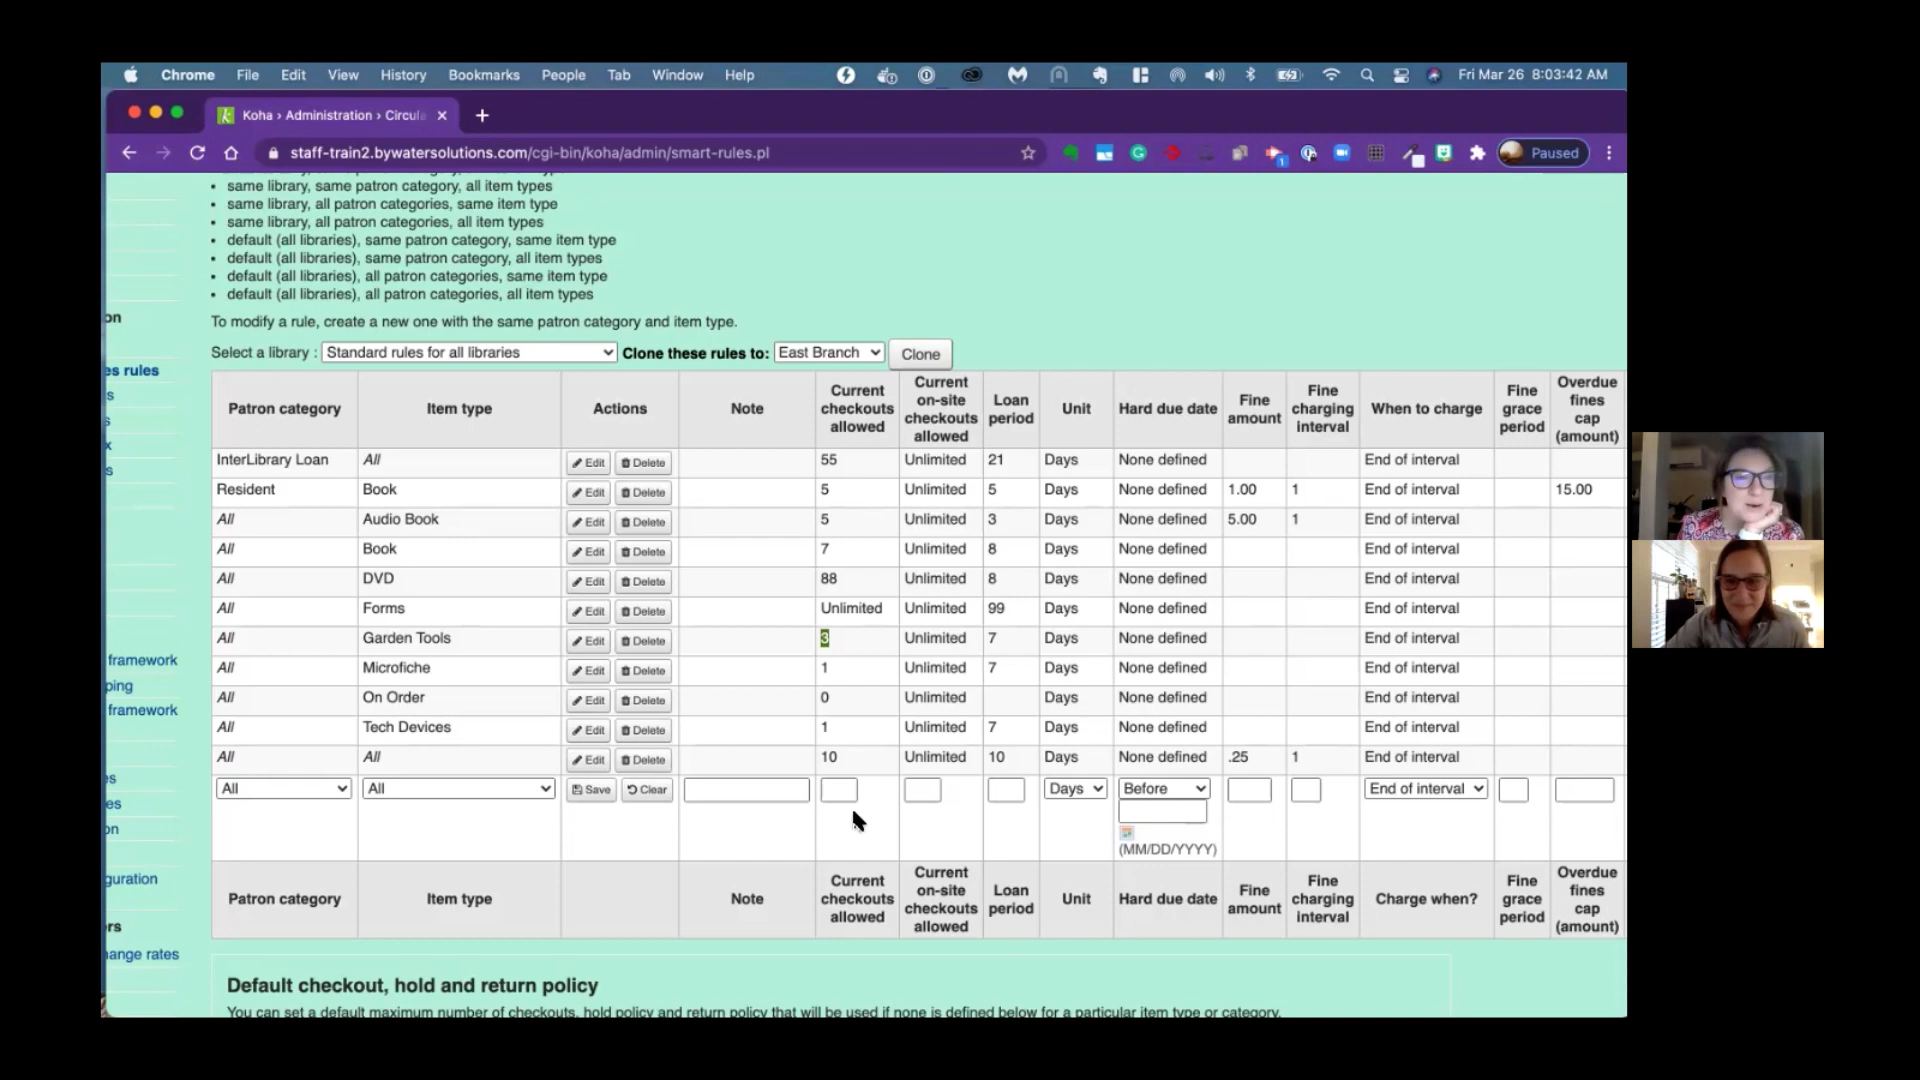 Chrome File Edit View History Bookmarks People Tab Window Help Fri Mar 26 8:03:42 AM
Koha › Administration › Circula
staff-train2.bywatersolutions.com/cgi-bin/koha/admin/smart-rules.pl Paused
same library, same patron category, all item types
same library, all patron categories, same item type
same library, all patron categories, all item types
default (all libraries), same patron category, same item type
default (all libraries), same patron category, all item types
default (all libraries), all patron categories, same item type
default (all libraries), all patron categories, all item types
on
To modify a rule, create a new one with the same patron category and item type.
Select a library : Standard rules for all libraries Clone these rules to: East Branch Clone
es rules
Patron category Item type Actions Note Current checkouts allowed Current on-site checkouts allowed Loan period Unit Hard due date Fine amount Fine charging interval When to charge Fine grace period Overdue fines cap (amount)
InterLibrary Loan All Edit Delete 55 Unlimited 21 Days None defined End of interval
Resident Book Edit Delete 5 Unlimited 5 Days None defined 1.00 1 End of interval 15.00
All Audio Book Edit Delete 5 Unlimited 3 Days None defined 5.00 1 End of interval
All Book Edit Delete 7 Unlimited 8 Days None defined End of interval
All DVD Edit Delete 88 Unlimited 8 Days None defined End of interval
All Forms Edit Delete Unlimited Unlimited 99 Days None defined End of interval
All Garden Tools Edit Delete 3 Unlimited 7 Days None defined End of interval
framework
All Microfiche Edit Delete 1 Unlimited 7 Days None defined End of interval
ping
All On Order Edit Delete 0 Unlimited Days None defined End of interval
framework
All Tech Devices Edit Delete 1 Unlimited 7 Days None defined End of interval
All All Edit Delete 10 Unlimited 10 Days None defined .25 1 End of interval
All All Save Clear Days Before End of interval
es
on
(MM/DD/YYYY)
guration
Patron category Item type Note Current checkouts allowed Current on-site checkouts allowed Loan period Unit Hard due date Fine amount Fine charging interval Charge when? Fine grace period Overdue fines cap (amount)
rs
hange rates
Default checkout, hold and return policy
You can set a default maximum number of checkouts, hold policy and return policy that will be used if none is defined below for a particular item type or category.